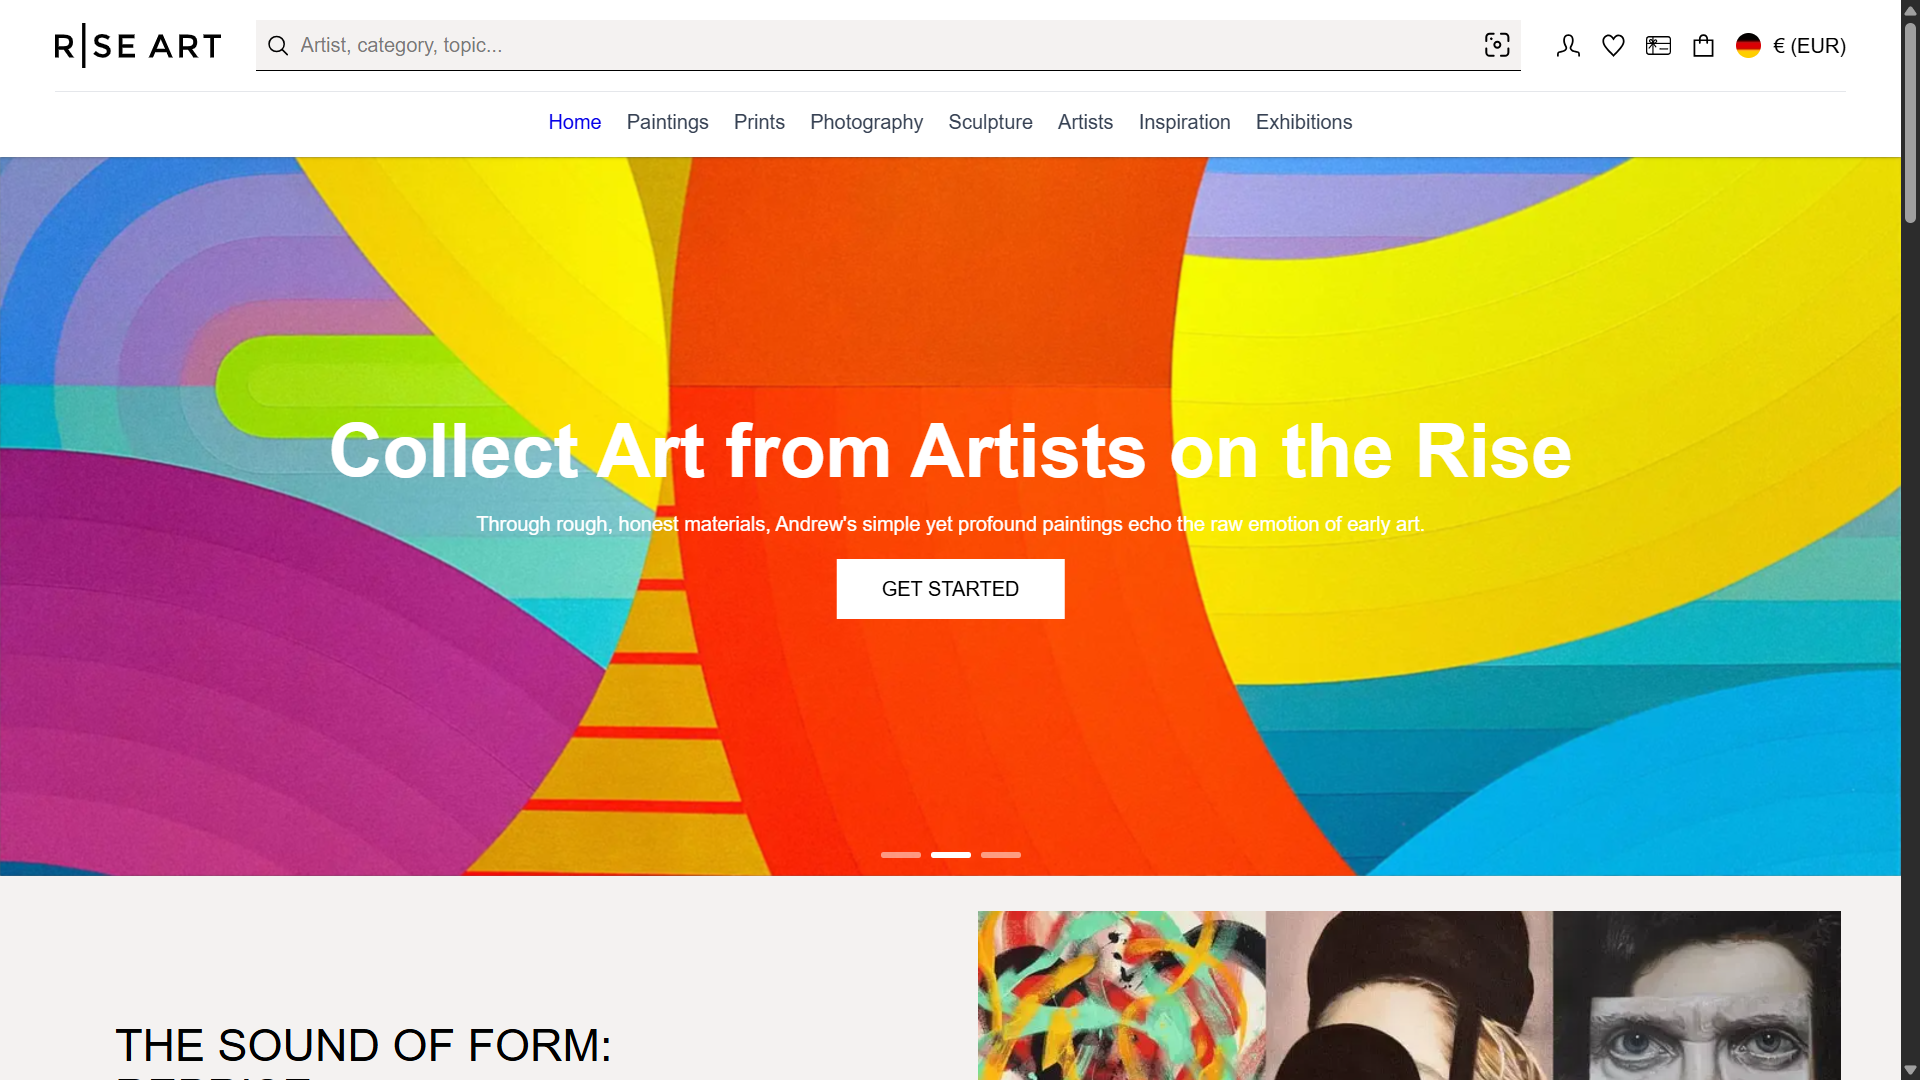 R|SE ART
Artist, category, topic...
€ (EUR)
Home Paintings Prints Photography Sculpture Artists Inspiration Exhibitions
Collect Art from Artists on the Rise
Through rough, honest materials, Andrew's simple yet profound paintings echo the raw emotion of early art.
GET STARTED
THE SOUND OF FORM: